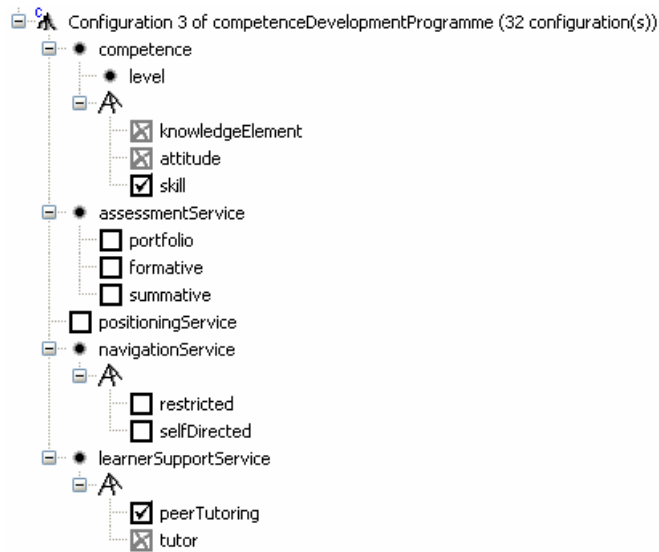 Configuration 3 of competenceDevelopmentProgramme (32 configuration(s))
competence
level
knowledgeElement
attitude
skill
assessmentService
portfolio
formative
summative
positioningService
navigationService
restricted
selfDirected
learnerSupportService
peerTutoring
tutor